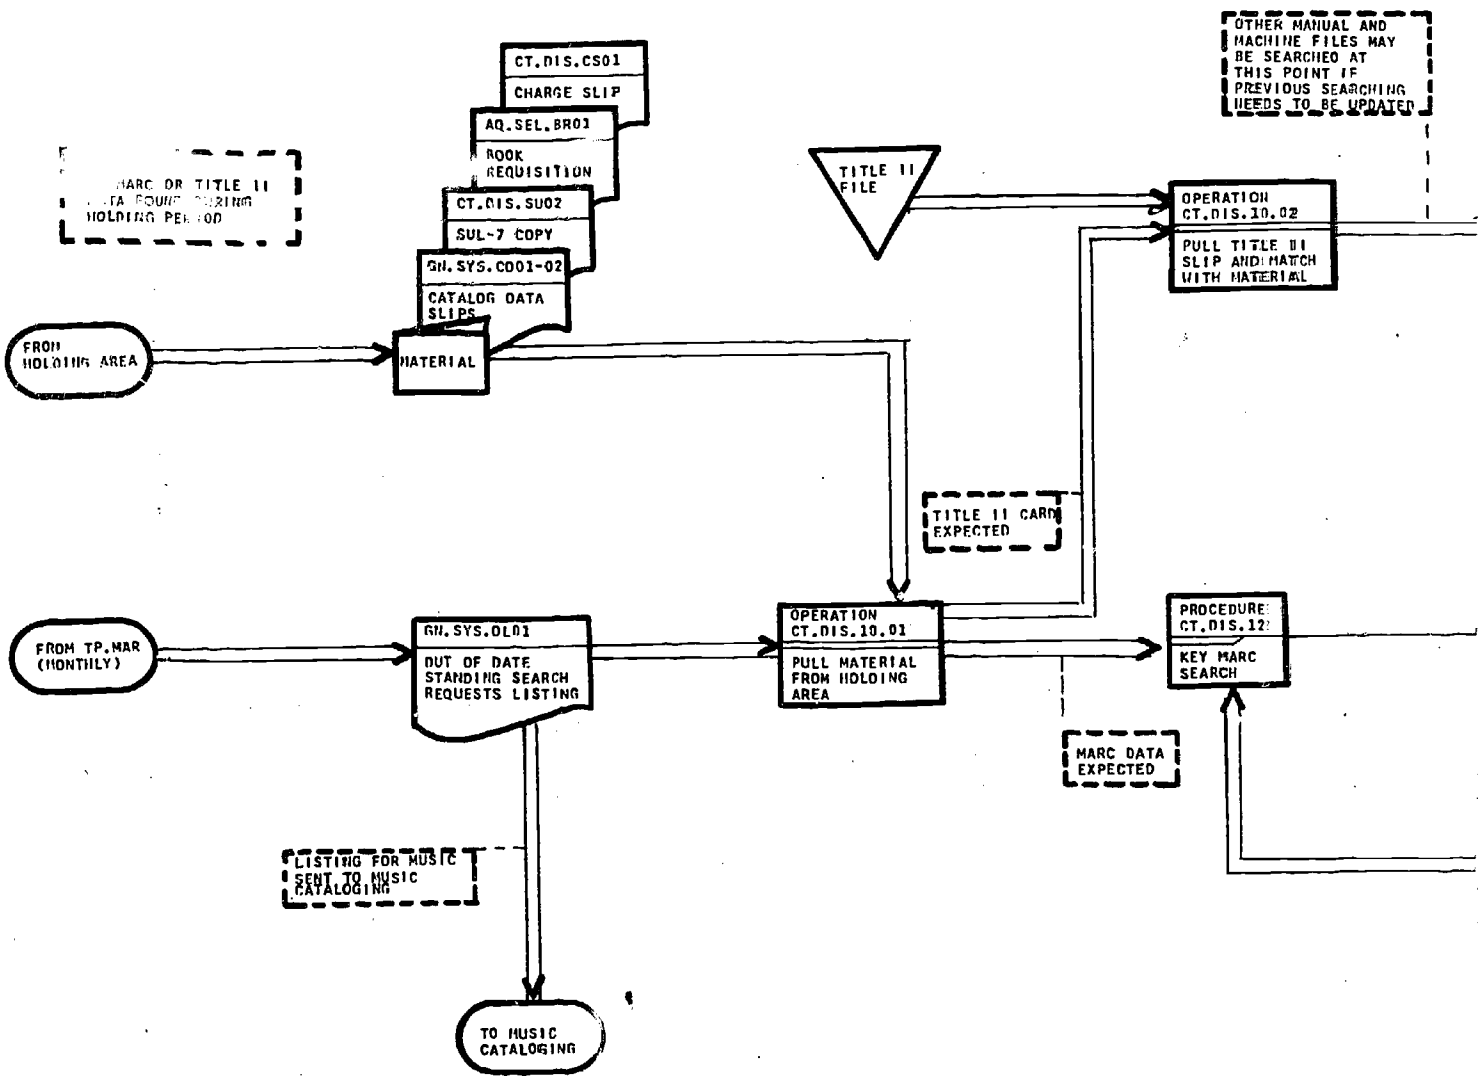 OTHER MANUAL AND
MACHINE FILES MAY
BE SEARCHED AT
THIS POINT IF
PREVIOUS SEARCHING
NEEDS TO BE UPDATED
CT.DIS.CS01
CHARGE SLIP
AQ.SEL.BR01
BOOK
REQUISITION
CT.DIS.SU02
SUL-7 COPY
GN.SYS.CD01-02
CATALOG DATA
SLIPS
MATERIAL
MARC OR TITLE II
FOUND DURING
HOLDING PERIOD
TITLE II
FILE
OPERATION
CT.DIS.10.02
PULL TITLE II
SLIP AND MATCH
WITH MATERIAL
FROM
HOLDING AREA
TITLE II CARD
EXPECTED
FROM TP.MAR
(MONTHLY)
GN.SYS.OL01
OUT OF DATE
STANDING SEARCH
REQUESTS LISTING
OPERATION
CT.DIS.10.01
PULL MATERIAL
FROM HOLDING
AREA
PROCEDURE
CT.DIS.12
KEY MARC
SEARCH
MARC DATA
EXPECTED
LISTING FOR MUSIC
SENT TO MUSIC
CATALOGING
TO MUSIC
CATALOGING